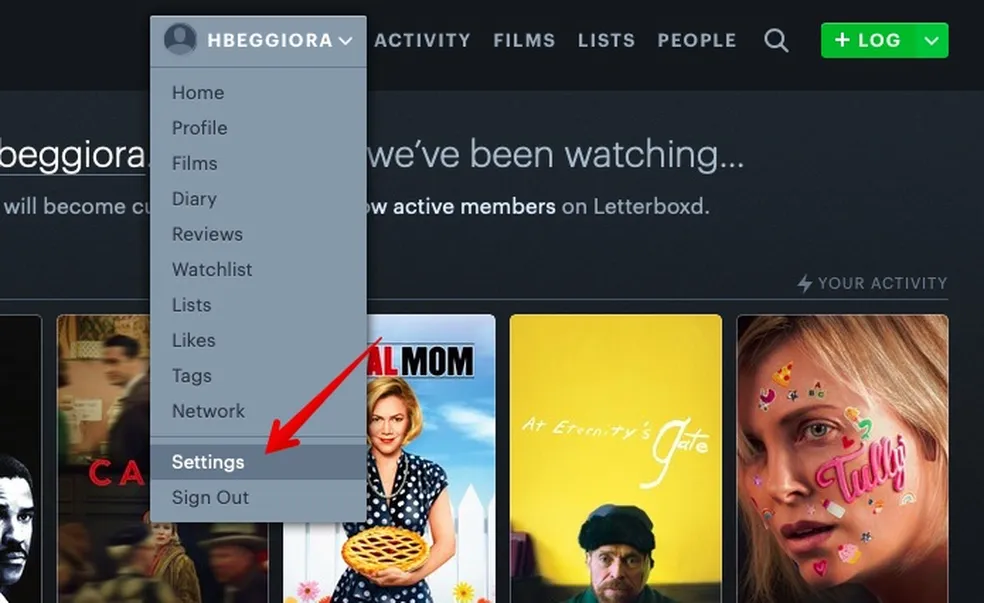 HBEGGIORA
ACTIVITY
FILMS
LISTS
PEOPLE
+ LOG
Home
Profile
Films
Diary
Reviews
Watchlist
Lists
Likes
Tags
Network
Settings
Sign Out
beggiora. we've been watching...
will become cu ow active members on Letterboxd.
YOUR ACTIVITY
CA
AL MOM
At Eternity's gate
Tully